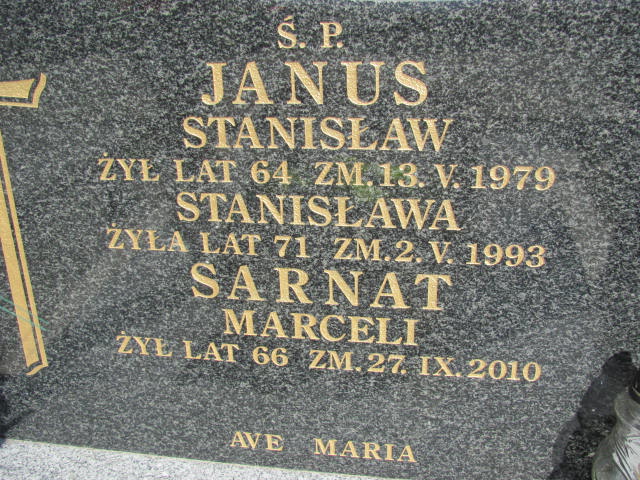 Ś. P.
JANUS
STANISŁAW
ŻYŁ LAT 64 ZM. 13. V. 1979
STANISŁAWA
ŻYŁA LAT 71 ZM. 2. V. 1993
SARNAT
MARCELI
ŻYŁ LAT 66 ZM. 27. IX. 2010
AVE MARIA